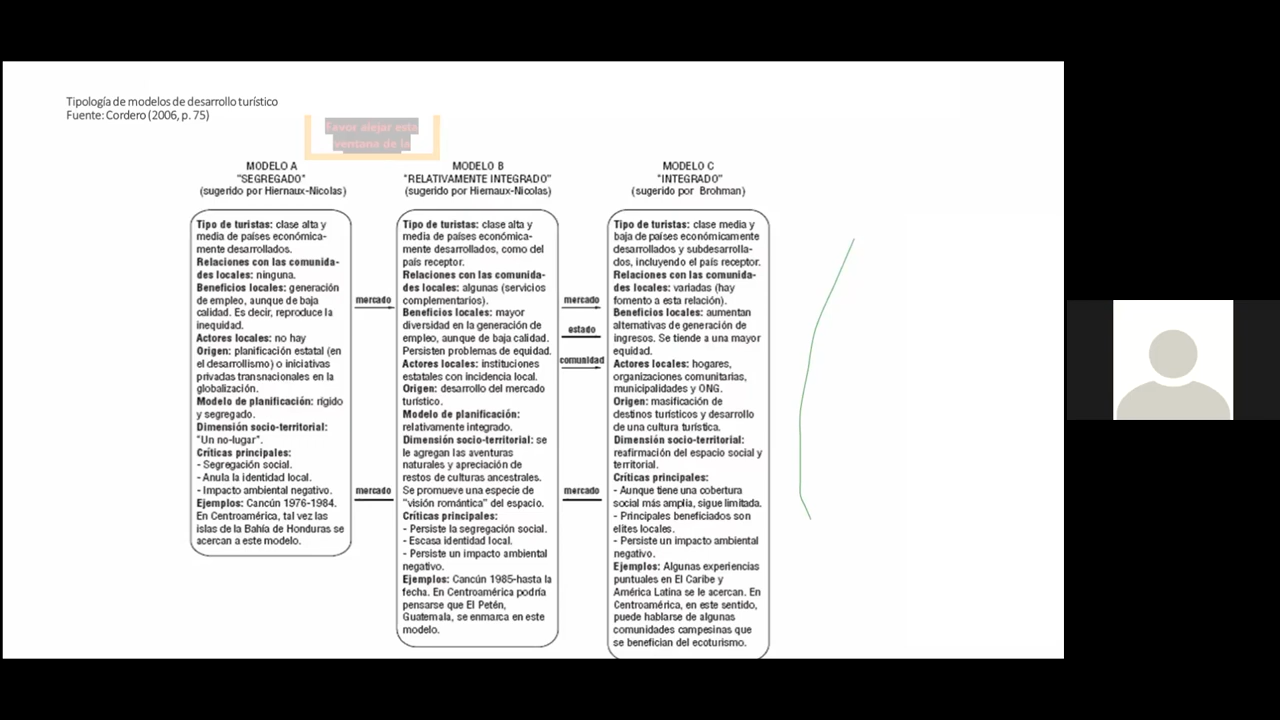 Tipología de modelos de desarrollo turístico
Fuente: Cordero (2006, p. 75)
Favor alejar esta
ventana de la
MODELO A
"SEGREGADO"
(sugerido por Hiernaux-Nicolas)
Tipo de turistas: clase alta y
media de países económica-
mente desarrollados.
Relaciones con las comunida-
des locales: ninguna.
Beneficios locales: generación
de empleo, aunque de baja
calidad. Es decir, reproduce la
inequidad.
Actores locales: no hay
Origen: planificación estatal (en
el desarrollismo) o iniciativas
privadas transnacionales en la
globalización.
Modelo de planificación: rígido
y segregado.
Dimensión socio-territorial:
"Un no-lugar".
Críticas principales:
- Segregación social.
- Anula la identidad local.
- Impacto ambiental negativo.
Ejemplos: Cancún 1976-1984.
En Centroamérica, tal vez las
islas de la Bahía de Honduras se
acercan a este modelo.
mercado
mercado
MODELO B
"RELATIVAMENTE INTEGRADO"
(sugerido por Hiernaux-Nicolas)
Tipo de turistas: clase alta y
media de países económica-
mente desarrollados, como del
país receptor.
Relaciones con las comunida-
des locales: algunas (servicios
complementarios).
Beneficios locales: mayor
diversidad en la generación de
empleo, aunque de baja calidad.
Persisten problemas de equidad.
Actores locales: instituciones
estatales con incidencia local.
Origen: desarrollo del mercado
turístico.
Modelo de planificación:
relativamente integrado.
Dimensión socio-territorial: se
le agregan las aventuras
naturales y apreciación de
restos de culturas ancestrales.
Se promueve una especie de
"visión romántica" del espacio.
Críticas principales:
- Persiste la segregación social.
- Escasa identidad local.
- Persiste un impacto ambiental
negativo.
Ejemplos: Cancún 1985-hasta la
fecha. En Centroamérica podría
pensarse que El Petén,
Guatemala, se enmarca en este
modelo.
mercado
estado
comunidad
mercado
MODELO C
"INTEGRADO"
(sugerido por Brohman)
Tipo de turistas: clase media y
baja de países económicamente
desarrollados y subdesarrolla-
dos, incluyendo el país receptor.
Relaciones con las comunida-
des locales: variadas (hay
fomento a esta relación).
Beneficios locales: aumentan
alternativas de generación de
ingresos. Se tiende a una mayor
equidad.
Actores locales: hogares,
organizaciones comunitarias,
municipalidades y ONG.
Origen: masificación de
destinos turísticos y desarrollo
de una cultura turística.
Dimensión socio-territorial:
reafirmación del espacio social y
territorial.
Críticas principales:
- Aunque tiene una cobertura
social más amplia, sigue limitada.
- Principales beneficiados son
elites locales.
- Persiste un impacto ambiental
negativo.
Ejemplos: Algunas experiencias
puntuales en El Caribe y
América Latina se le acercan. En
Centroamérica, en este sentido,
puede hablarse de algunas
comunidades campesinas que
se benefician del ecoturismo.